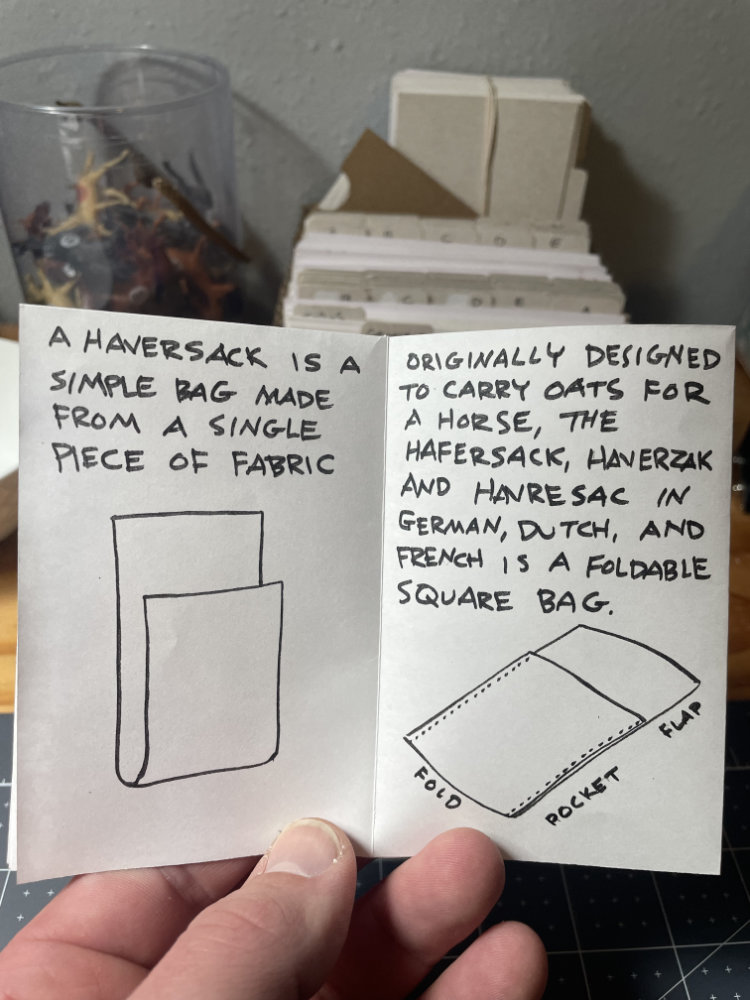 A HAVERSACK IS A
SIMPLE BAG MADE
FROM A SINGLE
PIECE OF FABRIC
ORIGINALLY DESIGNED
TO CARRY OATS FOR
A HORSE, THE
HAFERSACK, HAVERZAK
AND HAVRESAC IN
GERMAN, DUTCH, AND
FRENCH IS A FOLDABLE
SQUARE BAG.
FOLD
POCKET
FLAP